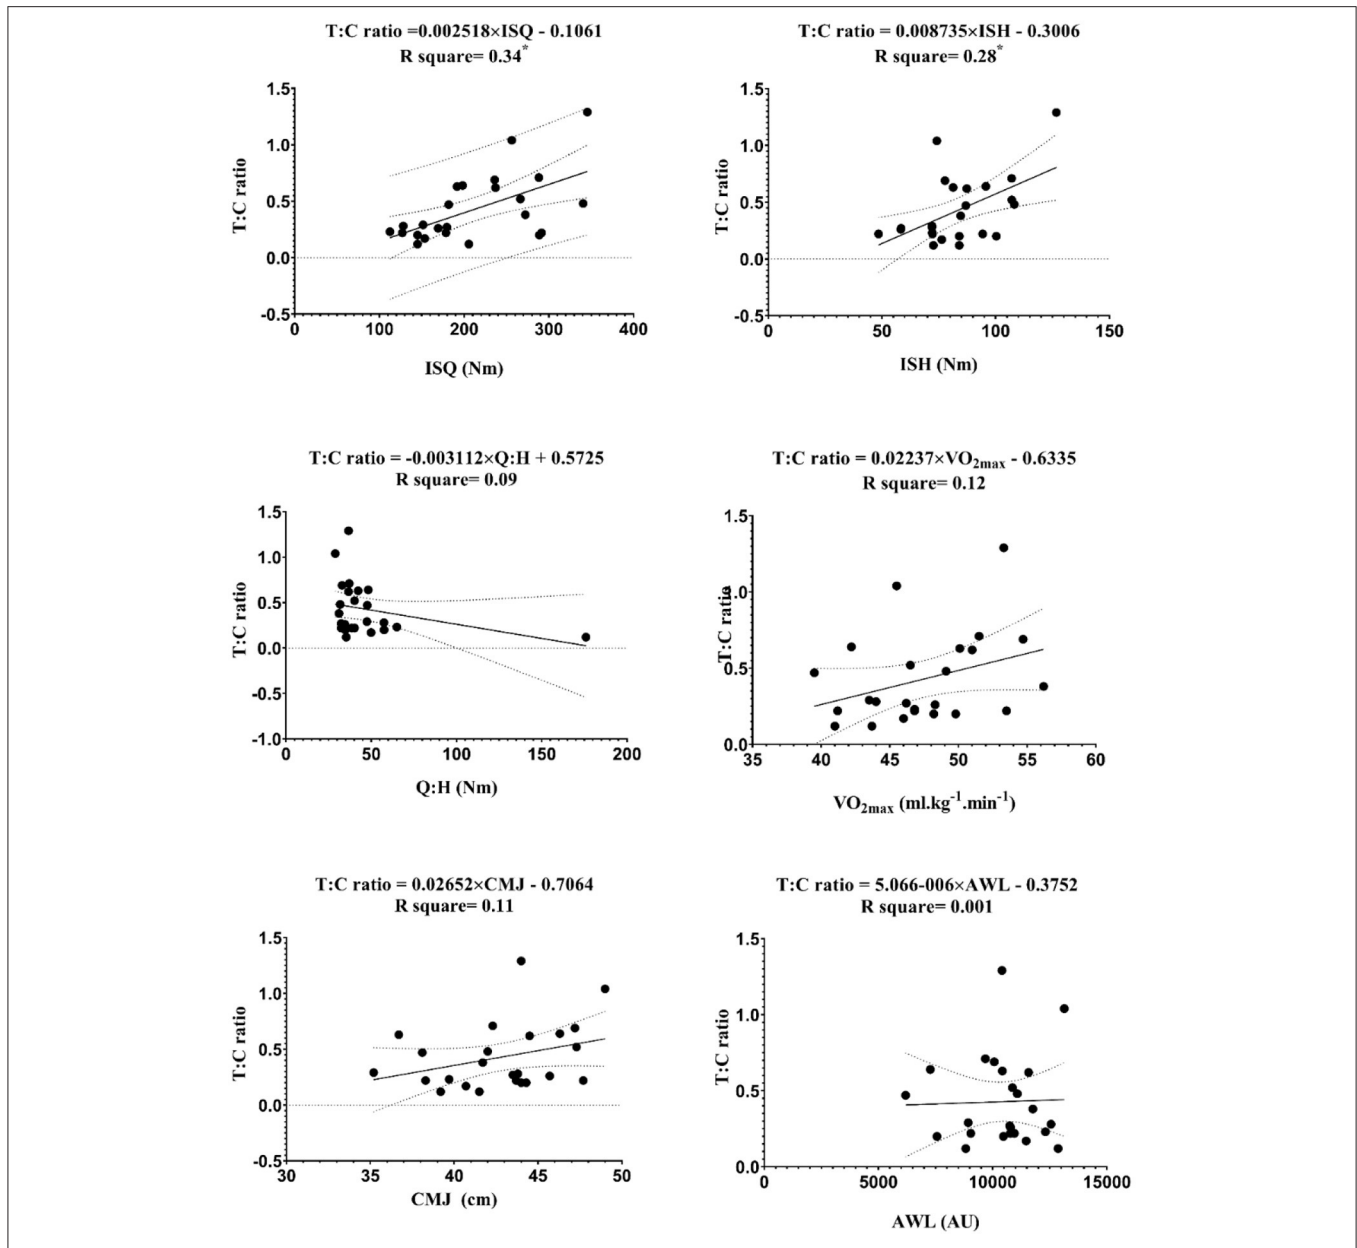 T:C ratio =0.002518×ISQ - 0.1061
R square= 0.34*
1.5
1.0
0.5
0.0
-0.5
0 100 200 300 400
T:C ratio
ISQ (Nm)
T:C ratio = 0.008735×ISH - 0.3006
R square= 0.28*
1.5
1.0
0.5
0.0
-0.5
0 50 100 150
T:C ratio
ISH (Nm)
T:C ratio = -0.003112×Q:H + 0.5725
R square= 0.09
1.5
1.0
0.5
0.0
-0.5
-1.0
0 50 100 150 200
T:C ratio
Q:H (Nm)
T:C ratio = 0.02237×VO2max - 0.6335
R square= 0.12
1.5
1.0
0.5
0.0
35 40 45 50 55 60
T:C ratio
VO2max (ml.kg-1.min-1)
T:C ratio = 0.02652×CMJ - 0.7064
R square= 0.11
1.5
1.0
0.5
0.0
-0.5
30 35 40 45 50
T:C ratio
CMJ (cm)
T:C ratio = 5.066-006×AWL - 0.3752
R square= 0.001
1.5
1.0
0.5
0.0
0 5000 10000 15000
T:C ratio
AWL (AU)